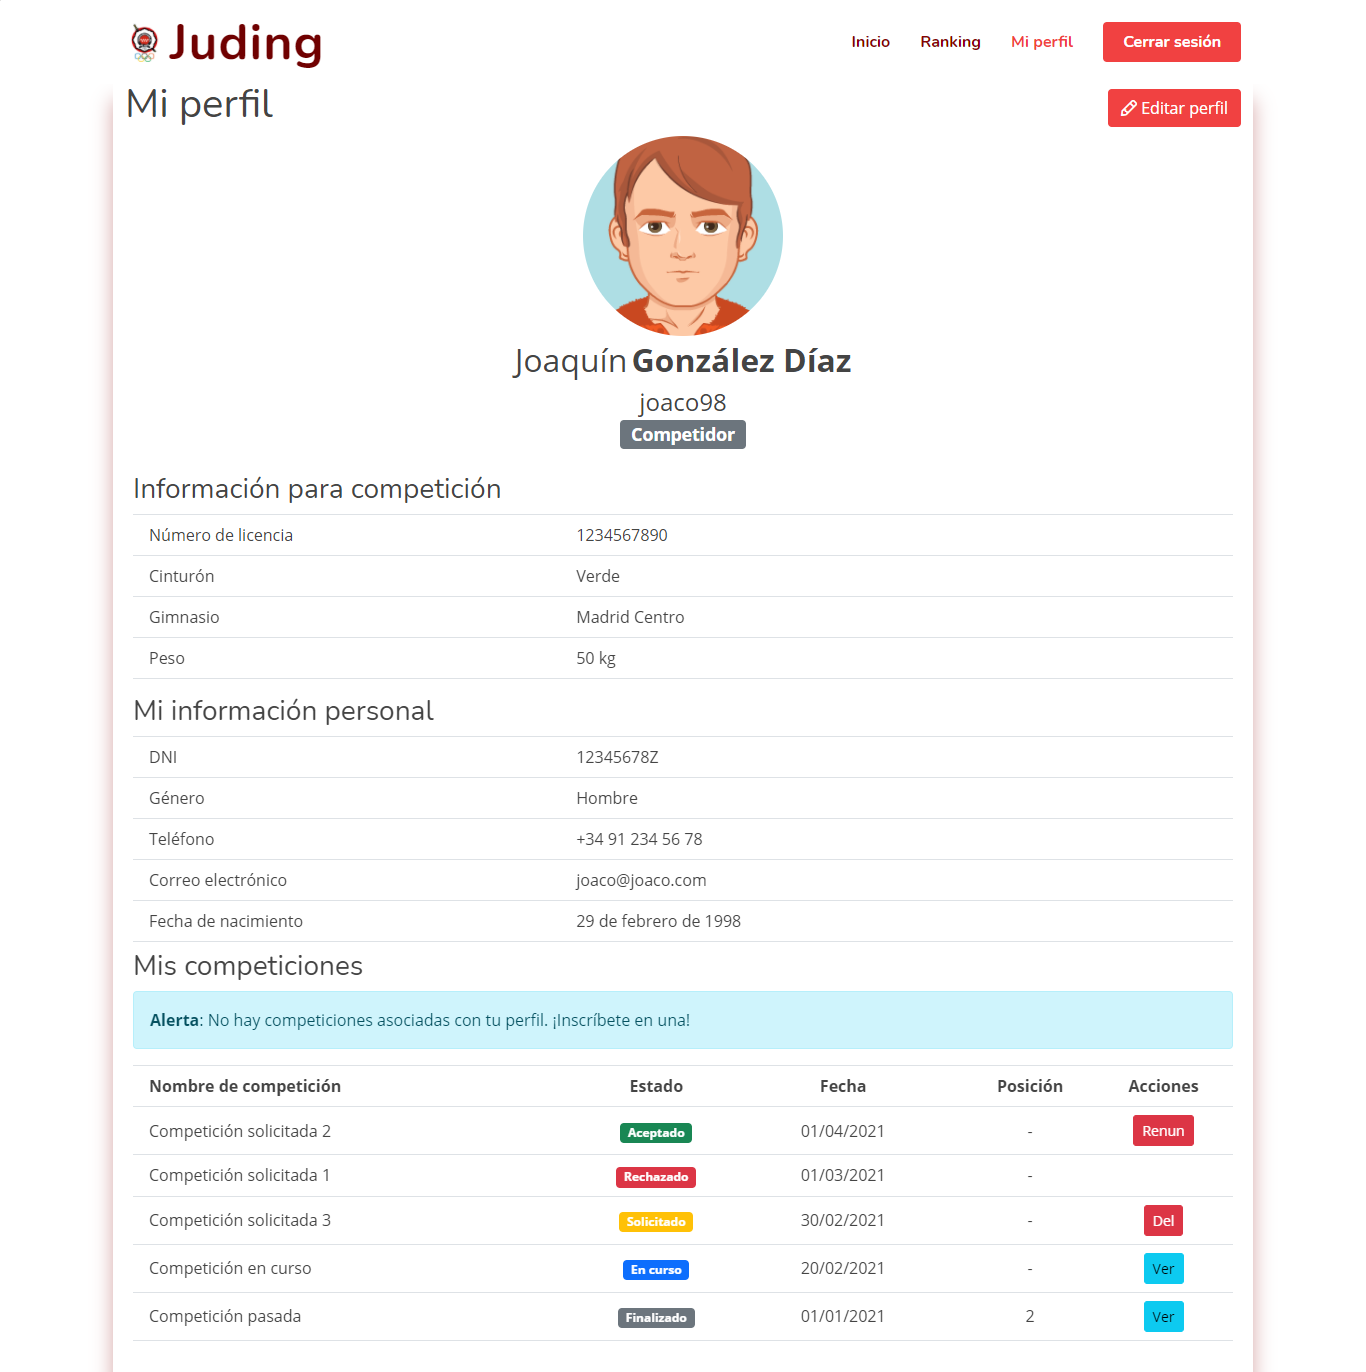 Juding
Inicio Ranking Mi perfil Cerrar sesión
Mi perfil
Editar perfil
Joaquín González Díaz
joaco98
Competidor
Información para competición
Número de licencia 1234567890
Cinturón Verde
Gimnasio Madrid Centro
Peso 50 kg
Mi información personal
DNI 12345678Z
Género Hombre
Teléfono +34 91 234 56 78
Correo electrónico joaco@joaco.com
Fecha de nacimiento 29 de febrero de 1998
Mis competiciones
Alerta: No hay competiciones asociadas con tu perfil. ¡Inscríbete en una!
Nombre de competición Estado Fecha Posición Acciones
Competición solicitada 2 Aceptado 01/04/2021 - Renun
Competición solicitada 1 Rechazado 01/03/2021 -
Competición solicitada 3 Solicitado 30/02/2021 - Del
Competición en curso En curso 20/02/2021 - Ver
Competición pasada Finalizado 01/01/2021 2 Ver